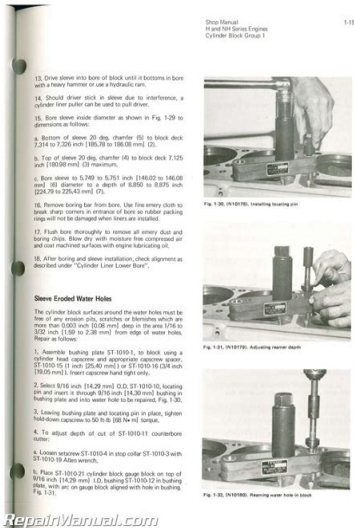 Shop Manual
H and NH Series Engines
Cylinder Block Group 1
13. Drive sleeve into bore of block until it bottoms in bore
with a heavy hammer or use a hydraulic ram.
14. Should driver stick in sleeve due to interference, a
cylinder liner puller can be used to pull driver.
15. Bore sleeve inside diameter as shown in Fig. 1-29 to
dimensions as follows:
a. Bottom of sleeve 20 deg. chamfer (5) to block deck
7.314 to 7.326 inch [185.78 to 186.08 mm] (2).
b. Top of sleeve 20 deg. chamfer (4) to block deck 7.125
inch [180.98 mm] (3) maximum.
c. Bore sleeve to 5.749 to 5.751 inch [146.02 to 146.08
mm] (6) diameter to a depth of 8.850 to 8.875 inch
[224.79 to 225.43 mm] (7).
16. Remove boring bar from bore. Use fine emery cloth to
break sharp corners in entrance of bore so rubber packing
rings will not be damaged when liners are installed.
17. Flush bore thoroughly to remove all emery dust and
boring chips. Blow dry with moisture free compressed air
and coat machined surfaces with engine lubricating oil.
18. After boring and sleeve installation, check alignment as
described under "Cylinder Liner Lower Bore".
Sleeve Eroded Water Holes
The cylinder block surfaces around the water holes must be
free of any erosion pits, scratches or blemishes which are
more than 0.003 inch [0.08 mm] deep in the area 1/16 to
3/32 inch [1.59 to 2.38 mm] from edge of water holes.
Repair as follows:
1. Assemble bushing plate ST-1010-1, to block using a
cylinder head capscrew and appropriate capscrew spacer,
ST-1010-15 (1 inch [25.40 mm] ) or ST-1010-16 (3/4 inch
[19.05 mm] ). Insert capscrew hand tight only.
2. Select 9/16 inch [14.29 mm] O.D. ST-1010-10, locating
pin and insert it through 9/16 inch [14.30 mm] bushing in
bushing plate and into water hole to be repaired, Fig. 1-30.
3. Leaving bushing plate and locating pin in place, tighten
hold-down capscrew to 50 ft-lb [68 N•m] torque.
4. To adjust depth of cut of ST-1010-11 counterbore
cutter:
a. Loosen setscrew ST-1010-4 in stop collar ST-1010-3 with
ST-1010-19 Allen wrench.
b. Place ST-1010-21 cylinder block gauge block on top of
9/16 inch [14.29 mm] I.D. bushing ST-1010-12 in bushing
plate, with arc on gauge block aligned with hole in bushing.
Fig. 1-31.
Fig. 1-30, (N10178). Installing locating pin
Fig. 1-31, (N10179). Adjusting reamer depth
Fig. 1-32, (N10180). Reaming water hole in block
RepairManual.com